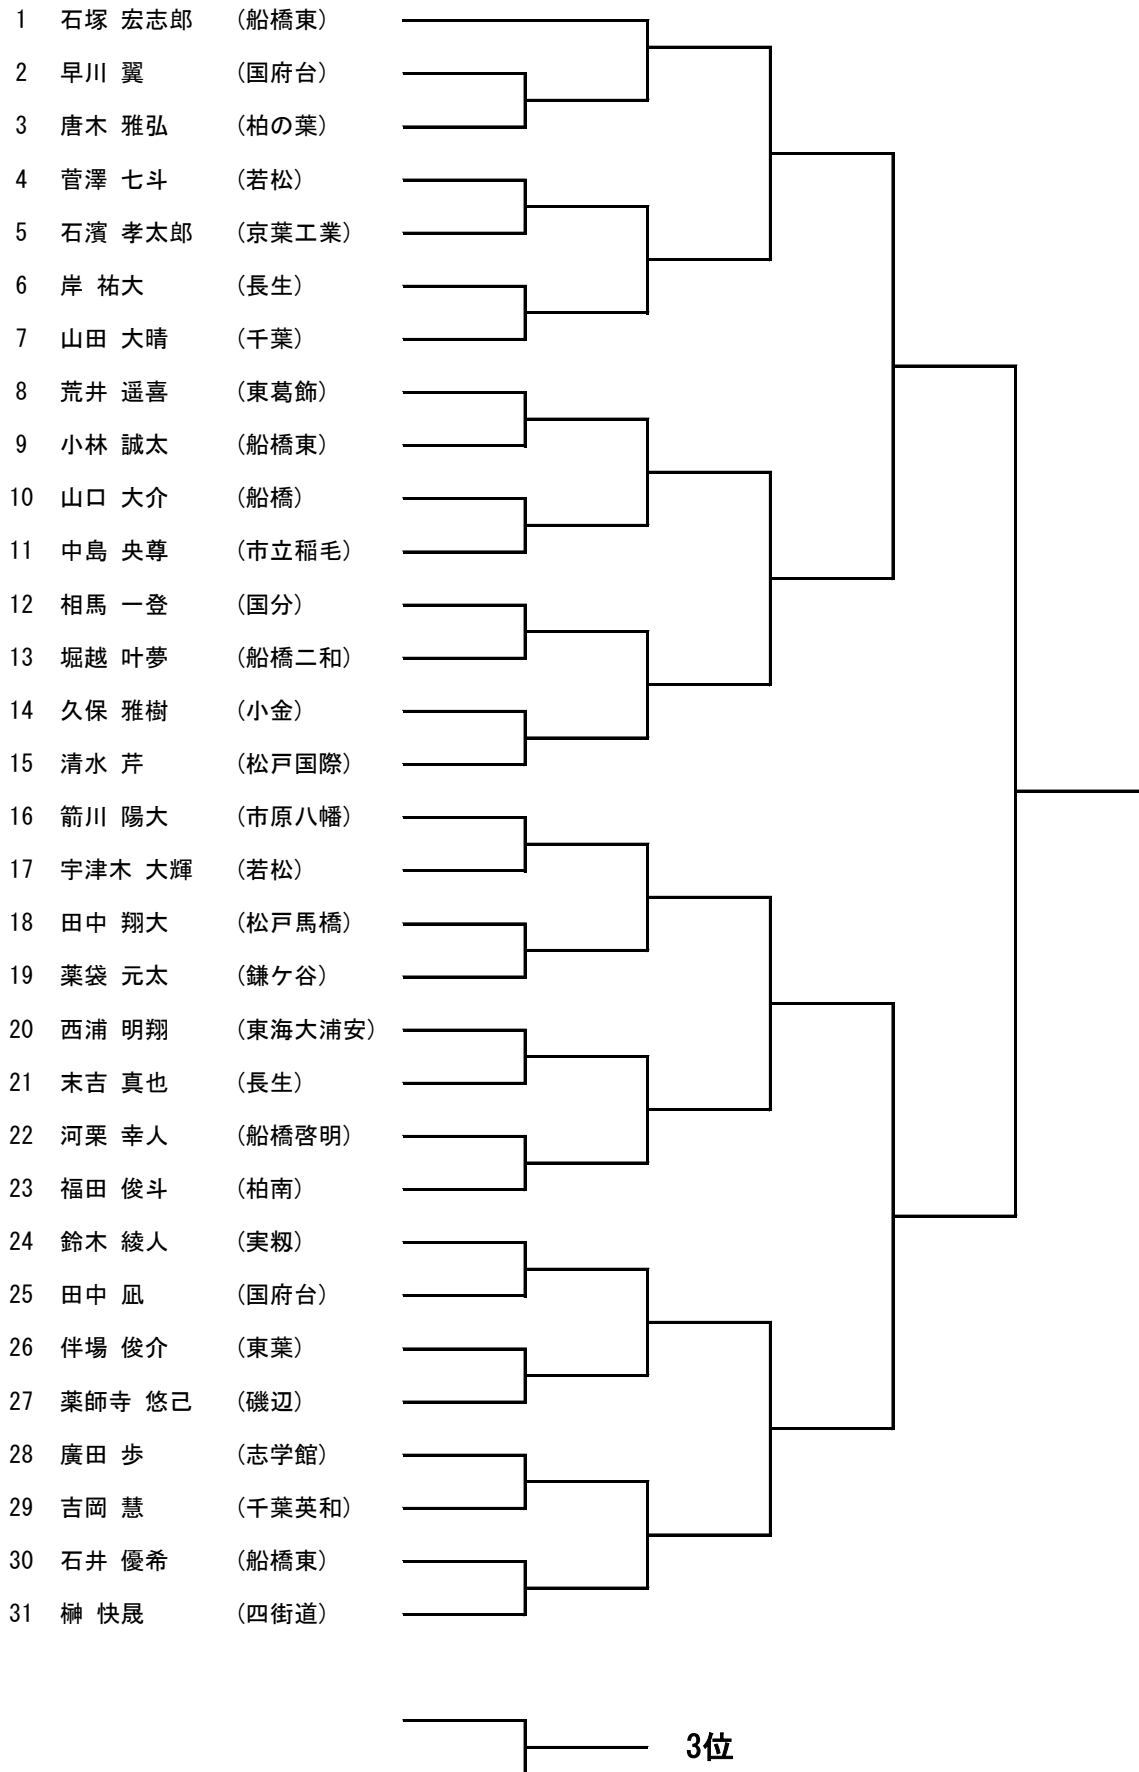 1 石塚 宏志郎 (船橋東)
2 早川 翼 (国府台)
3 唐木 雅弘 (柏の葉)
4 菅澤 七斗 (若松)
5 石濱 孝太郎 (京葉工業)
6 岸 祐大 (長生)
7 山田 大晴 (千葉)
8 荒井 遥喜 (東葛飾)
9 小林 誠太 (船橋東)
10 山口 大介 (船橋)
11 中島 央尊 (市立稲毛)
12 相馬 一登 (国分)
13 堀越 叶夢 (船橋二和)
14 久保 雅樹 (小金)
15 清水 芹 (松戸国際)
16 箭川 陽大 (市原八幡)
17 宇津木 大輝 (若松)
18 田中 翔大 (松戸馬橋)
19 薬袋 元太 (鎌ケ谷)
20 西浦 明翔 (東海大浦安)
21 末吉 真也 (長生)
22 河栗 幸人 (船橋啓明)
23 福田 俊斗 (柏南)
24 鈴木 綾人 (実籾)
25 田中 凪 (国府台)
26 伴場 俊介 (東葉)
27 薬師寺 悠己 (磯辺)
28 廣田 歩 (志学館)
29 吉岡 慧 (千葉英和)
30 石井 優希 (船橋東)
31 榊 快晟 (四街道)
3位